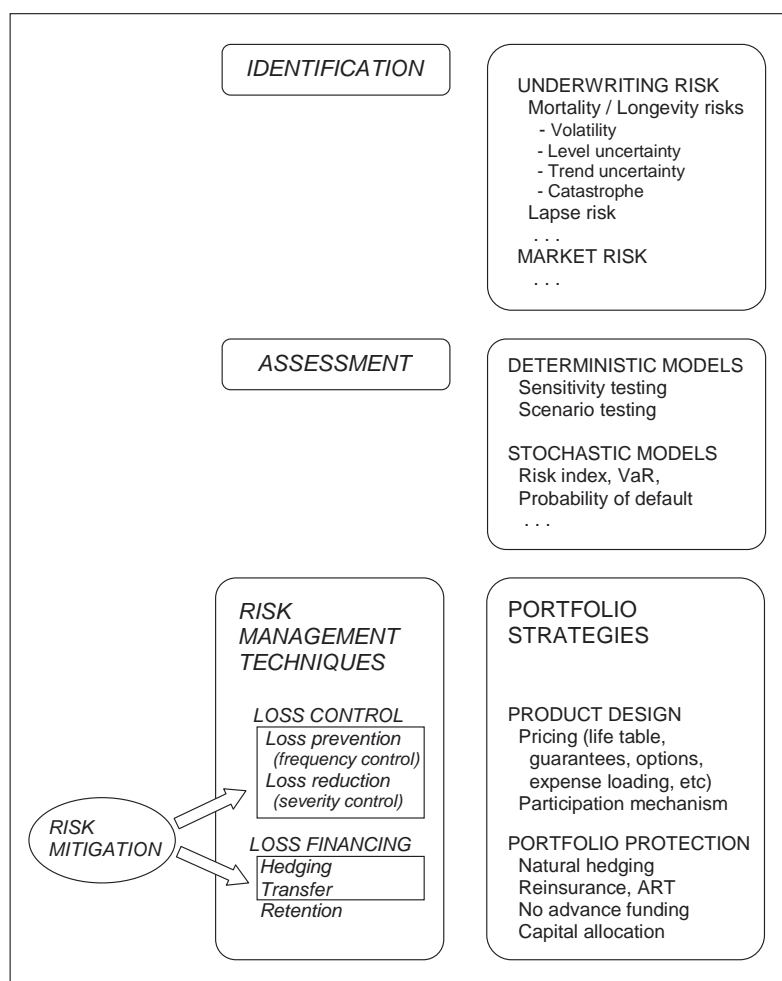 IDENTIFICATION
UNDERWRITING RISK
Mortality / Longevity risks
- Volatility
- Level uncertainty
- Trend uncertainty
- Catastrophe
Lapse risk
. . .
MARKET RISK
. . .
ASSESSMENT
DETERMINISTIC MODELS
Sensitivity testing
Scenario testing
STOCHASTIC MODELS
Risk index, VaR,
Probability of default
. . .
RISK
MANAGEMENT
TECHNIQUES
LOSS CONTROL
Loss prevention
(frequency control)
Loss reduction
(severity control)
LOSS FINANCING
Hedging
Transfer
Retention
RISK
MITIGATION
PORTFOLIO
STRATEGIES
PRODUCT DESIGN
Pricing (life table,
guarantees, options,
expense loading, etc)
Participation mechanism
PORTFOLIO PROTECTION
Natural hedging
Reinsurance, ART
No advance funding
Capital allocation